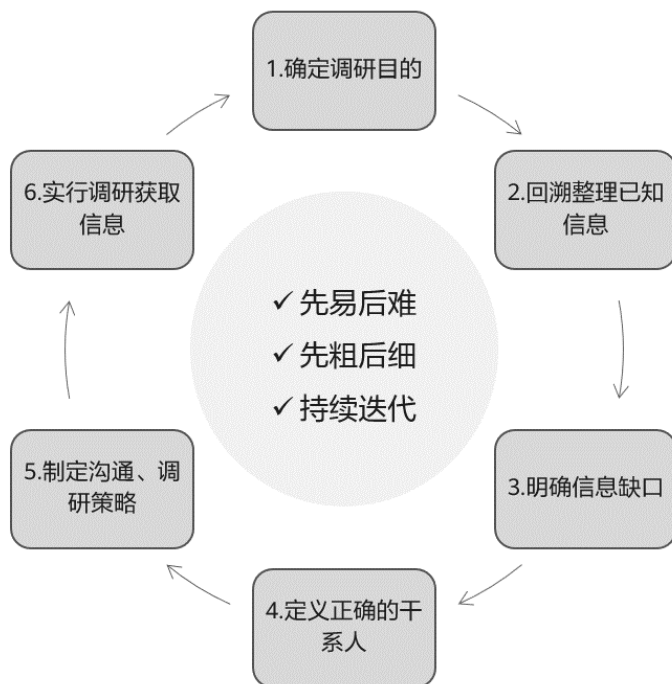 1.确定调研目的
2.回溯整理已知
信息
3.明确信息缺口
4.定义正确的干
系人
5.制定沟通、调
研策略
6.实行调研获取
信息
✓ 先易后难
✓ 先粗后细
✓ 持续迭代